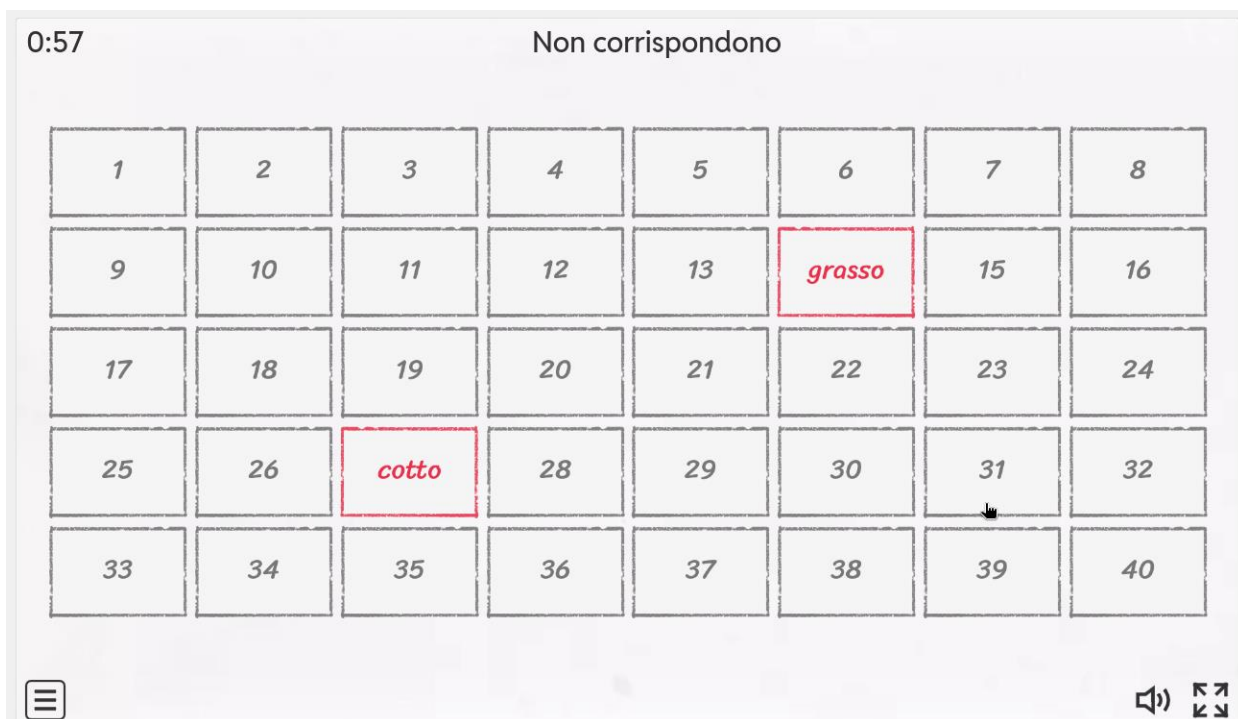 0:57 Non corrispondono
1 2 3 4 5 6 7 8
9 10 11 12 13 grasso 15 16
17 18 19 20 21 22 23 24
25 26 cotto 28 29 30 31 32
33 34 35 36 37 38 39 40